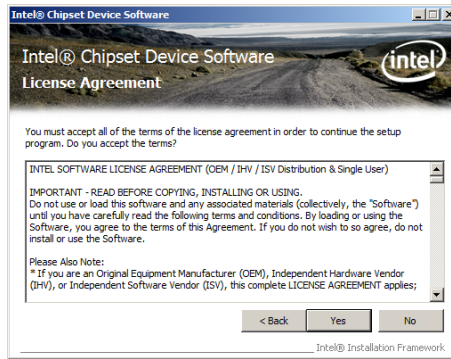 Intel® Chipset Device Software
Intel® Chipset Device Software
intel
License Agreement
You must accept all of the terms of the license agreement in order to continue the setup
program. Do you accept the terms?
INTEL SOFTWARE LICENSE AGREEMENT (OEM / IHV / ISV Distribution & Single User)
IMPORTANT - READ BEFORE COPYING, INSTALLING OR USING.
Do not use or load this software and any associated materials (collectively, the "Software")
until you have carefully read the following terms and conditions. By loading or using the
Software, you agree to the terms of this Agreement. If you do not wish to so agree, do not
install or use the Software.
Please Also Note:
* If you are an Original Equipment Manufacturer (OEM), Independent Hardware Vendor
(IHV), or Independent Software Vendor (ISV), this complete LICENSE AGREEMENT applies;
< Back Yes No
Intel® Installation Framework